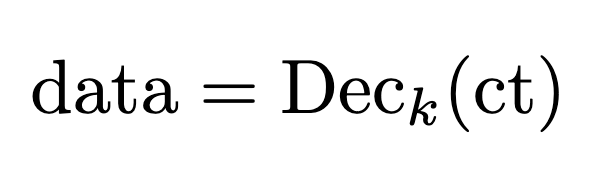 data = Dec_k(ct)